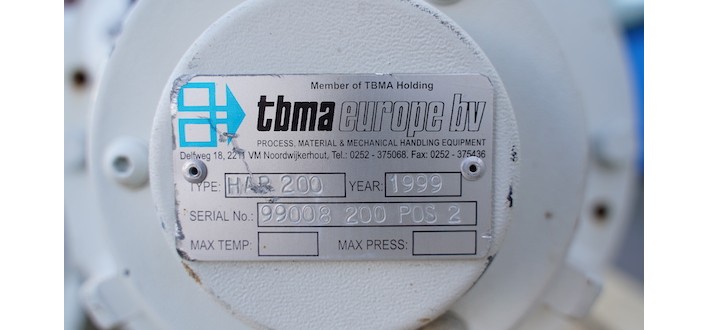 Member of TBMA Holding
tbma europe bv
PROCESS, MATERIAL & MECHANICAL HANDLING EQUIPMENT
Delfweg 18, 2211 VM Noordwijkerhout, Tel.: 0252 - 375068. Fax: 0252 - 375436
TYPE: HAR 200 YEAR: 1999
SERIAL No.: 99008 200 POS 2
MAX TEMP: MAX PRESS: